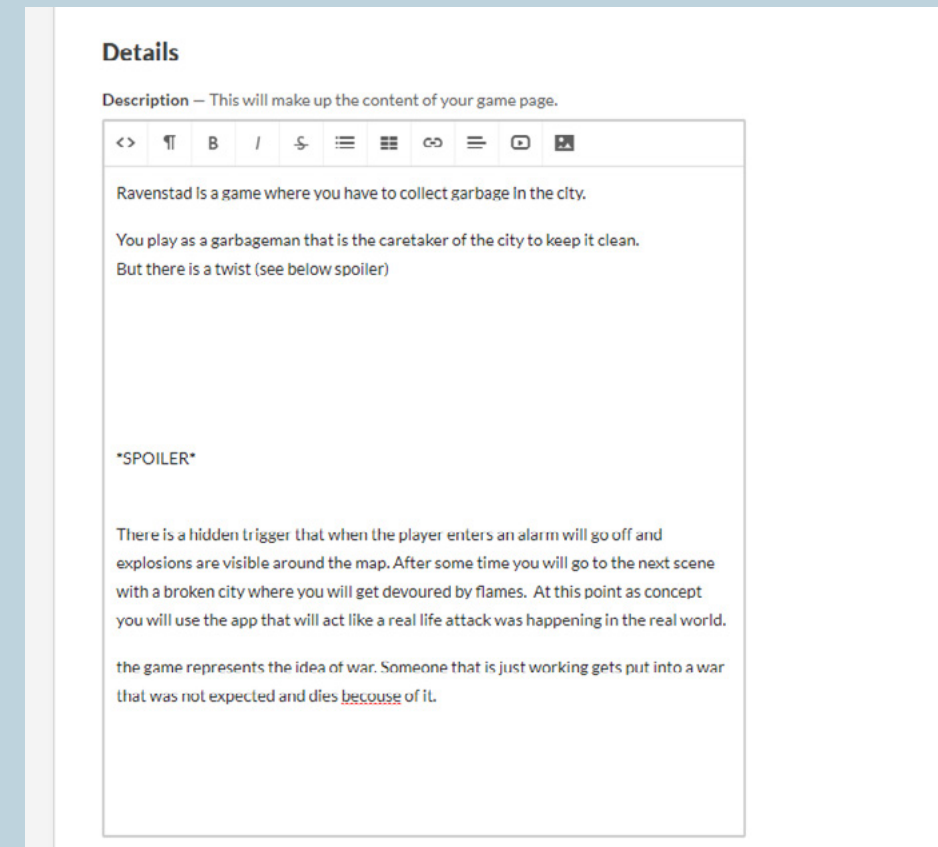 Details
Description — This will make up the content of your game page.
<> ¶ B I S
Ravenstad is a game where you have to collect garbage in the city.
You play as a garbageman that is the caretaker of the city to keep it clean.
But there is a twist (see below spoiler)
*SPOILER*
There is a hidden trigger that when the player enters an alarm will go off and
explosions are visible around the map. After some time you will go to the next scene
with a broken city where you will get devoured by flames.  At this point as concept
you will use the app that will act like a real life attack was happening in the real world.
the game represents the idea of war. Someone that is just working gets put into a war
that was not expected and dies becouse of it.